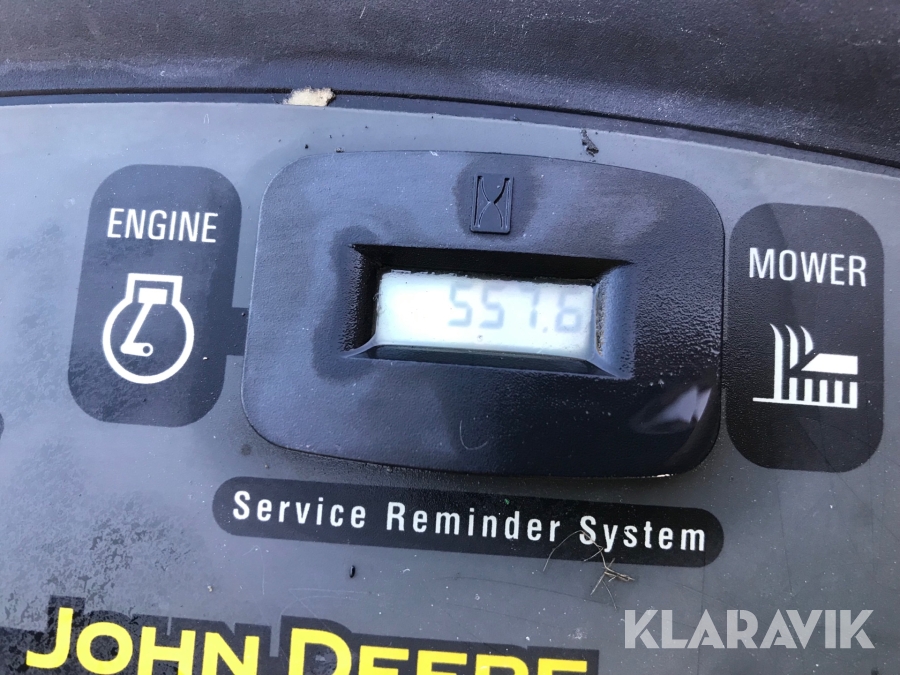 ENGINE
557.6
MOWER
Service Reminder System
JOHN DEERE
KLARAVIK